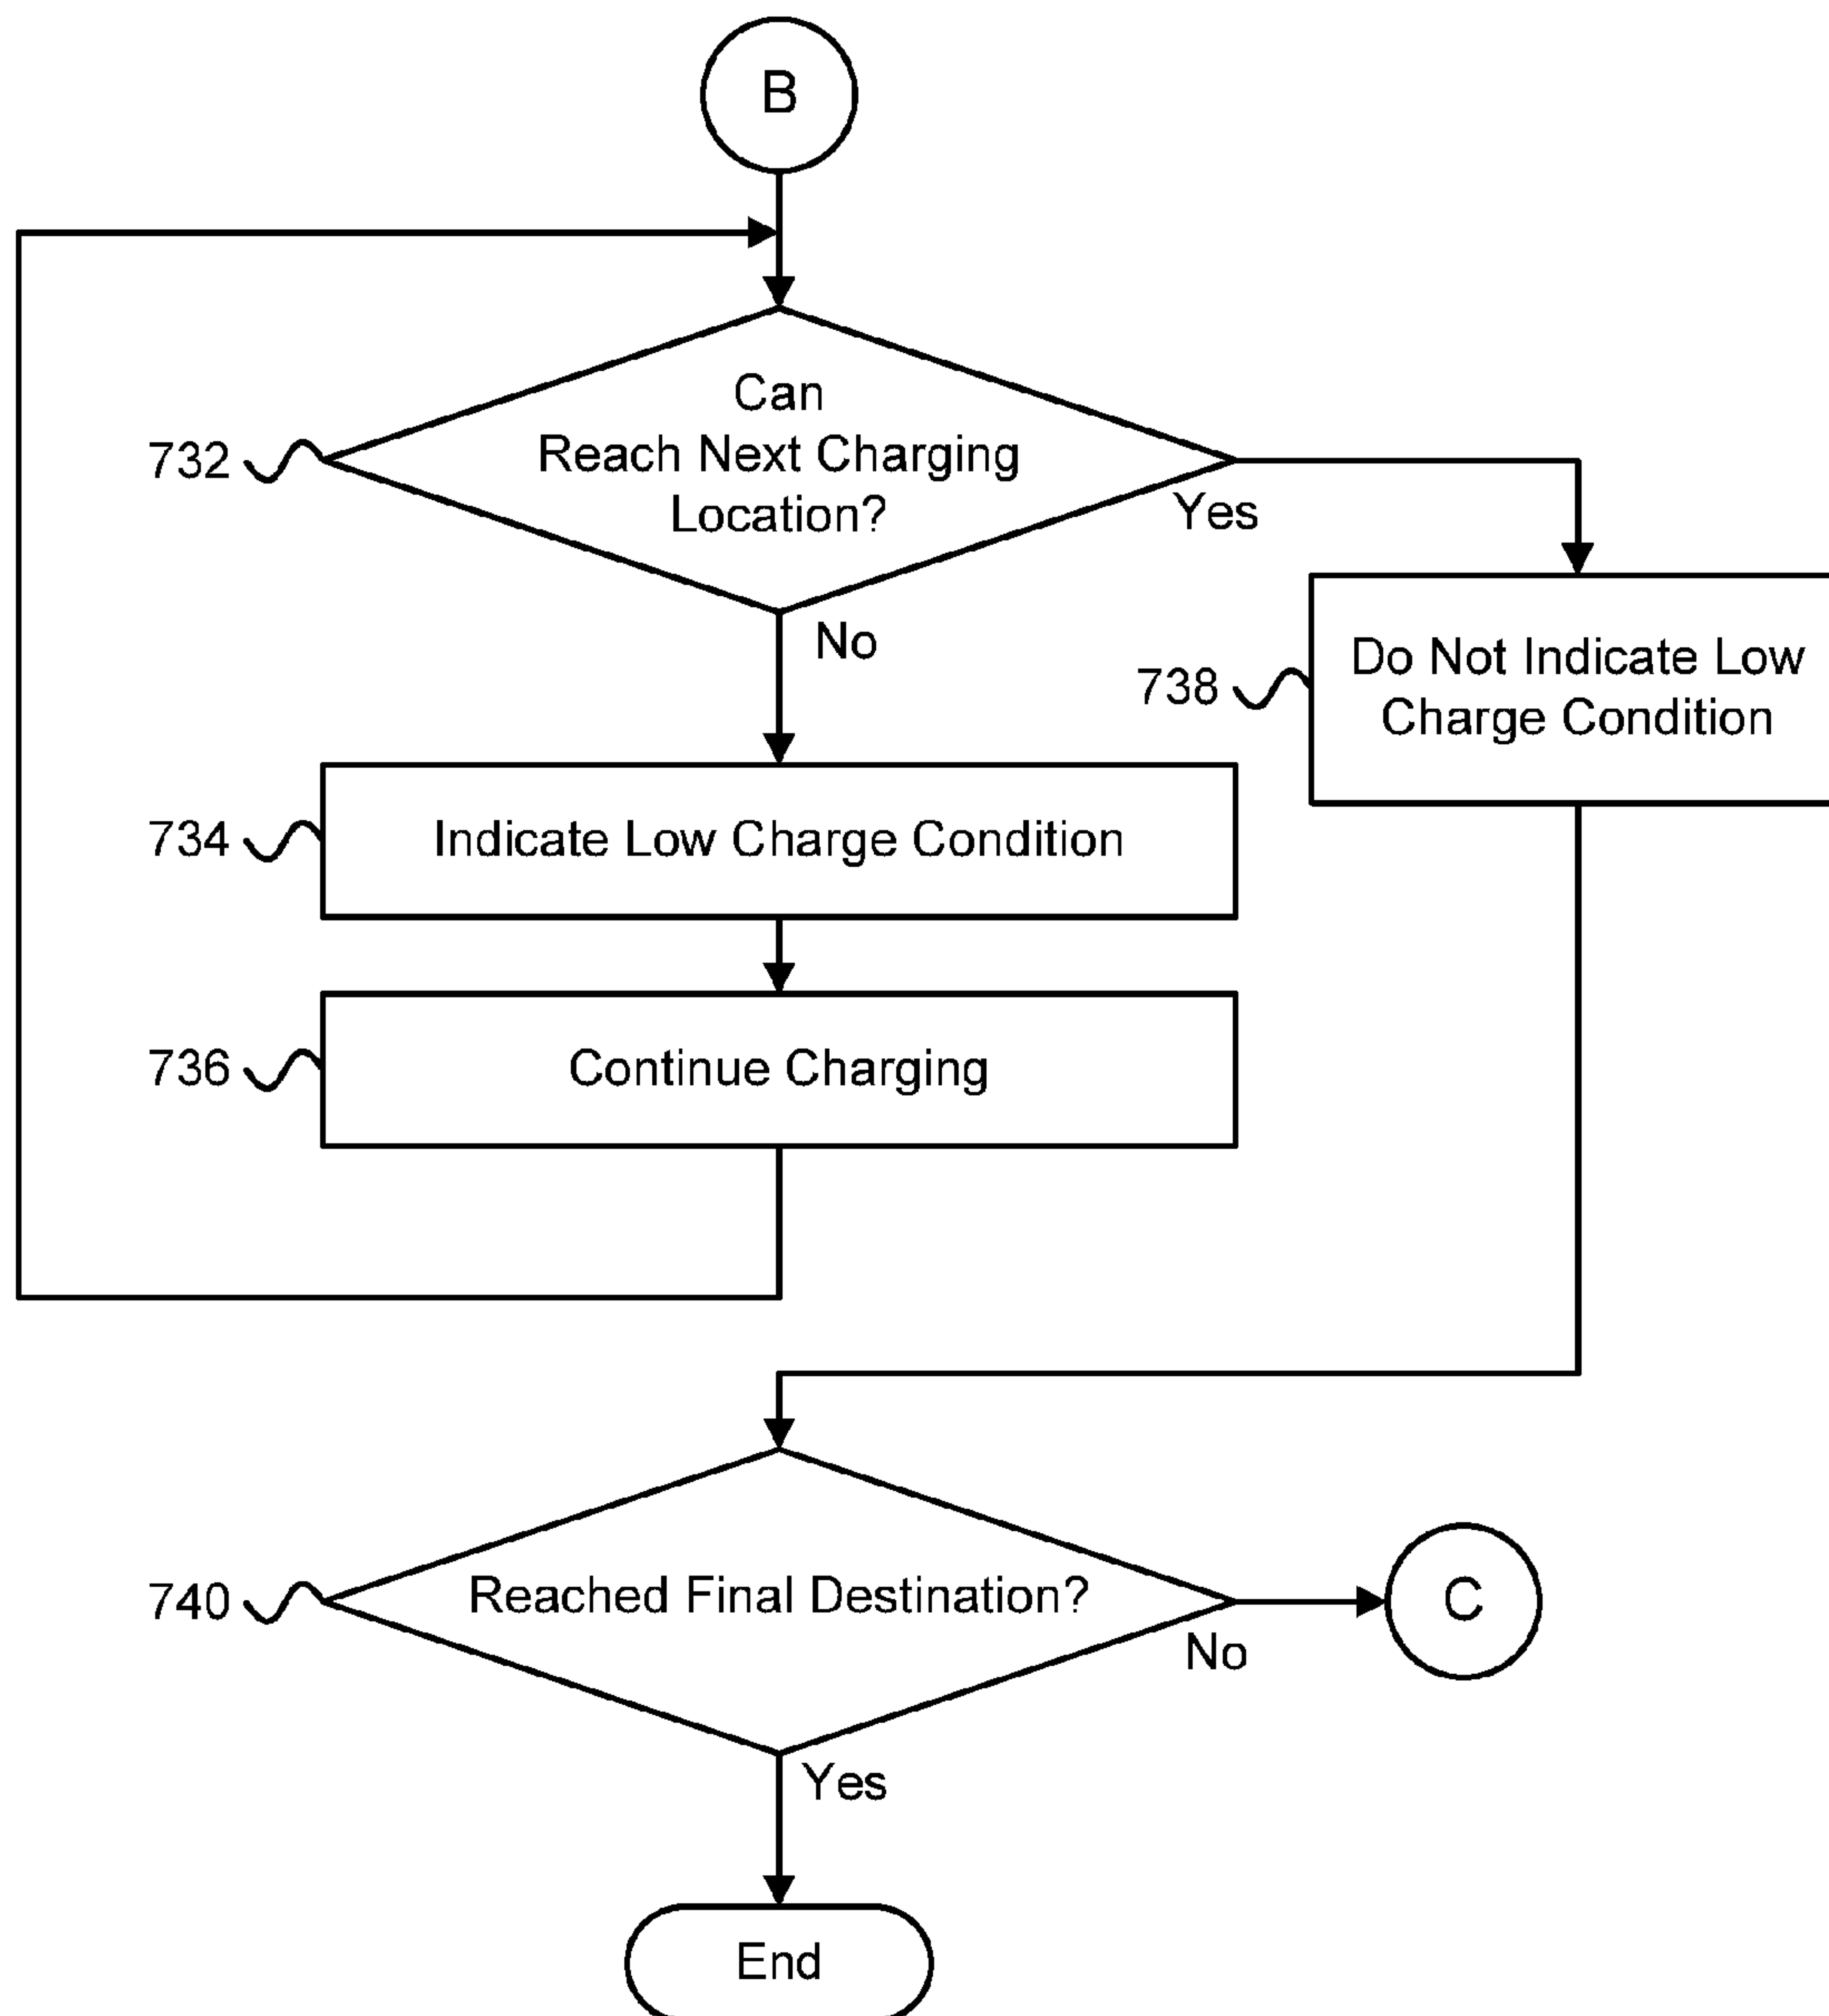 B
Can
Reach Next Charging
Location?
732
Yes
No
Do Not Indicate Low
Charge Condition
738
734
Indicate Low Charge Condition
736
Continue Charging
740
Reached Final Destination?
No
C
Yes
End